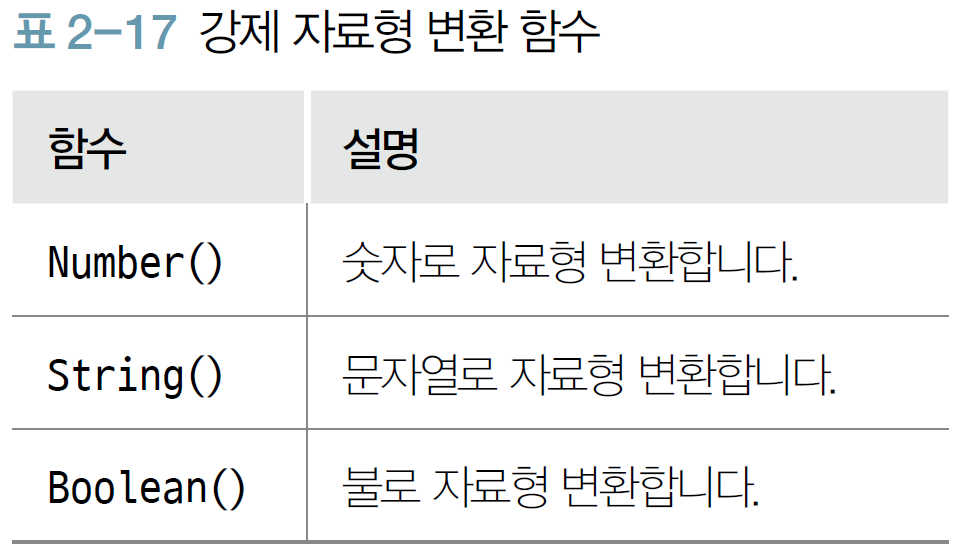 표 2-17 강제 자료형 변환 함수
함수 설명
Number() 숫자로 자료형 변환합니다.
String() 문자열로 자료형 변환합니다.
Boolean() 불로 자료형 변환합니다.